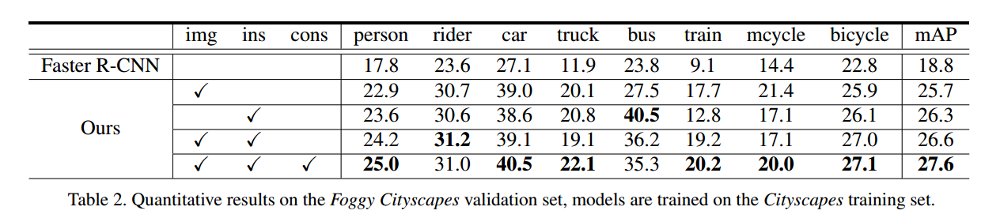 img ins cons person rider car truck bus train mcycle bicycle mAP
Faster R-CNN 17.8 23.6 27.1 11.9 23.8 9.1 14.4 22.8 18.8
✓ 22.9 30.7 39.0 20.1 27.5 17.7 21.4 25.9 25.7
✓ 23.6 30.6 38.6 20.8 40.5 12.8 17.1 26.1 26.3
Ours
✓ ✓ 24.2 31.2 39.1 19.1 36.2 19.2 17.1 27.0 26.6
✓ ✓ ✓ 25.0 31.0 40.5 22.1 35.3 20.2 20.0 27.1 27.6
Table 2. Quantitative results on the Foggy Cityscapes validation set, models are trained on the Cityscapes training set.